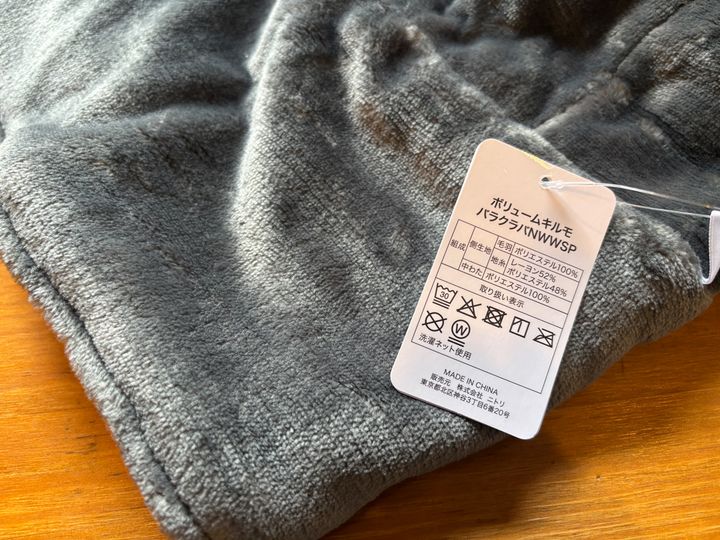 ボリュームキルモ
バラクラバNWWSP
組成 側生地 毛羽 ポリエステル100%
地糸 レーヨン52%
ポリエステル48%
中わた ポリエステル100%
取り扱い表示
30
W
洗濯ネット使用
MADE IN CHINA
販売元 株式会社 ニトリ
東京都北区神谷3丁目6番20号